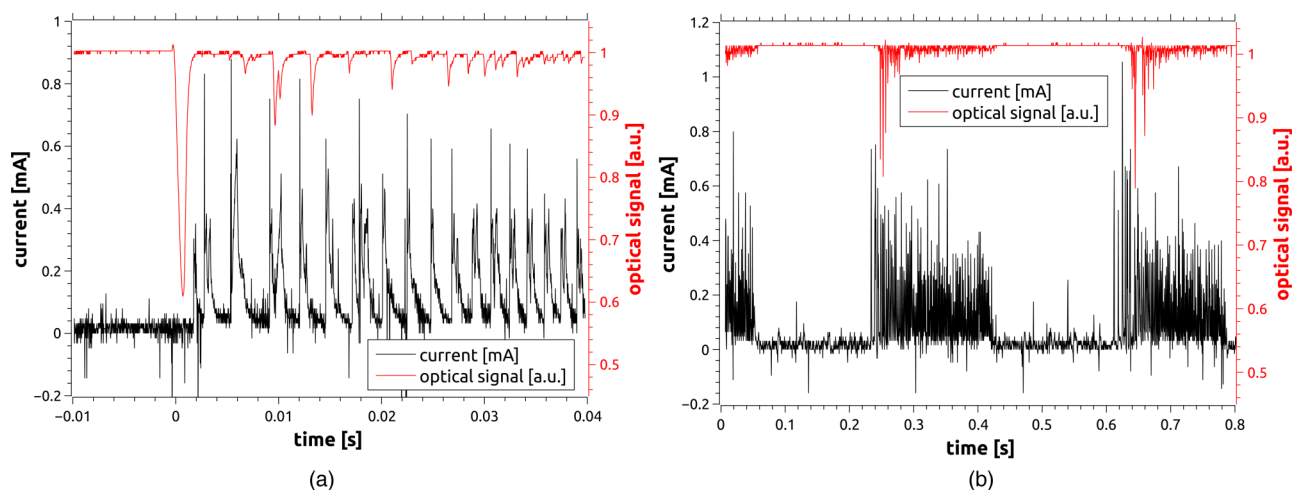 1
0.8
0.6
0.4
0.2
0
−0.2
current [mA]
−0.01 0 0.01 0.02 0.03 0.04
time [s]
1
0.9
0.8
0.7
0.6
0.5
optical signal [a.u.]
current [mA]
optical signal [a.u.]
(a)
1.2
1
0.8
0.6
0.4
0.2
0
−0.2
current [mA]
0 0.1 0.2 0.3 0.4 0.5 0.6 0.7 0.8
time [s]
1
0.9
0.8
0.7
0.6
0.5
optical signal [a.u.]
current [mA]
optical signal [a.u.]
(b)